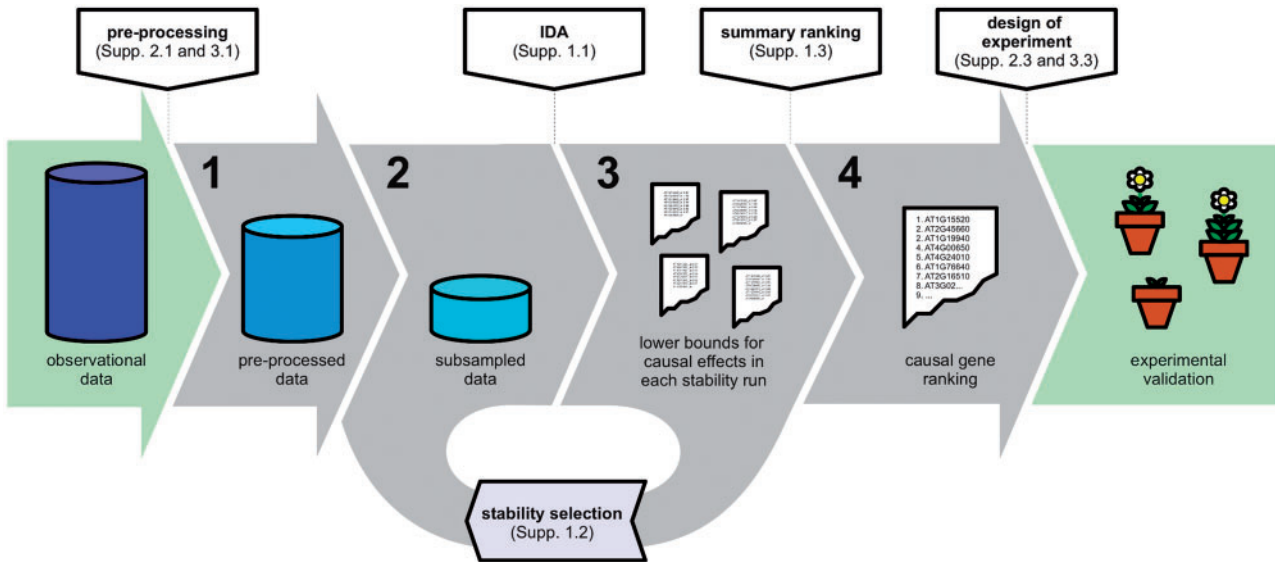 pre-processing
(Supp. 2.1 and 3.1)
IDA
(Supp. 1.1)
summary ranking
(Supp. 1.3)
design of
experiment
(Supp. 2.3 and 3.3)
1
2
3
4
1. AT1G15520
2. AT2G45660
2. AT1G19940
4. AT4G00650
5. AT4G24010
6. AT1G76640
7. AT2G16510
8. AT3G02...
9. ...
observational
data
pre-processed
data
subsampled
data
lower bounds for
causal effects in
each stability run
causal gene
ranking
experimental
validation
stability selection
(Supp. 1.2)